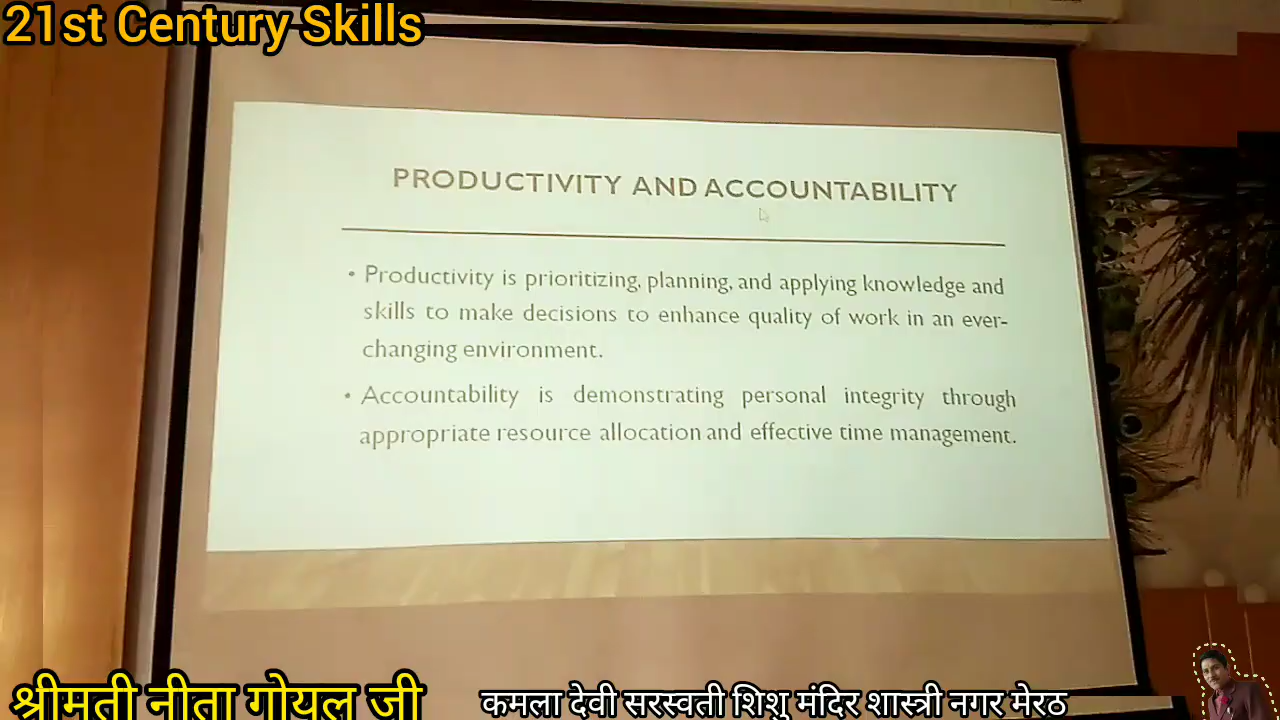 21st Century Skills
PRODUCTIVITY AND ACCOUNTABILITY
• Productivity is prioritizing, planning, and applying knowledge and
skills to make decisions to enhance quality of work in an ever-
changing environment.
• Accountability is demonstrating personal integrity through
appropriate resource allocation and effective time management.
श्रीमती नीता गोयल जी
कमला देवी सरस्वती शिशु मंदिर शास्त्री नगर मेरठ